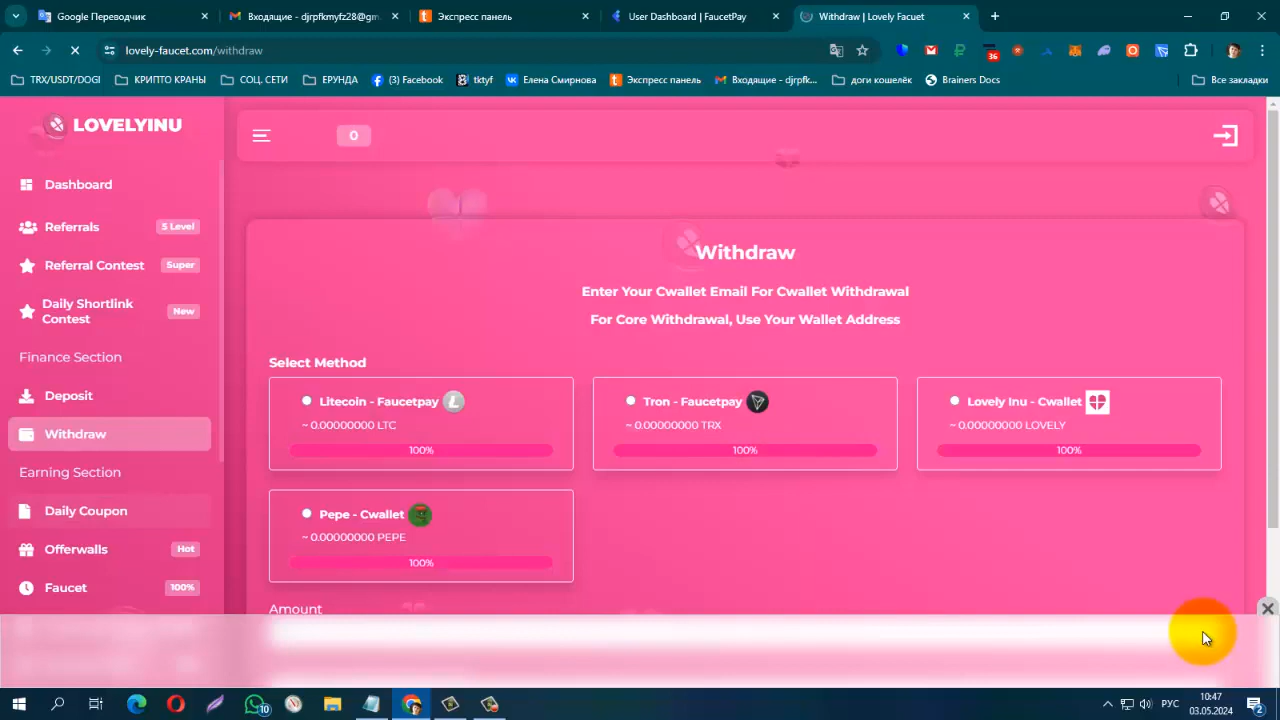 Google Переводчик
Входящие - djrpfkmyfz28@gm
Экспресс панель
User Dashboard | FaucetPay
Withdraw | Lovely Facuet
lovely-faucet.com/withdraw
36
TRX/USDT/DOGI
КРИПТО КРАНЫ
СОЦ. СЕТИ
ЕРУНДА
(3) Facebook
tktyf
Елена Смирнова
Экспресс панель
Входящие - djrpfk...
доги кошелёк
Brainers Docs
Все закладки
LOVELYINU
0
Dashboard
Referrals
5 Level
Referral Contest
Super
Daily Shortlink
Contest
New
Finance Section
Deposit
Withdraw
Earning Section
Daily Coupon
Offerwalls
Hot
Faucet
100%
Withdraw
Enter Your Cwallet Email For Cwallet Withdrawal
For Core Withdrawal, Use Your Wallet Address
Select Method
Litecoin - Faucetpay
~ 0.00000000 LTC
100%
Tron - Faucetpay
~ 0.00000000 TRX
100%
Lovely Inu - Cwallet
~ 0.00000000 LOVELY
100%
Pepe - Cwallet
~ 0.00000000 PEPE
100%
Amount
10
РУС
10:47
03.05.2024
2